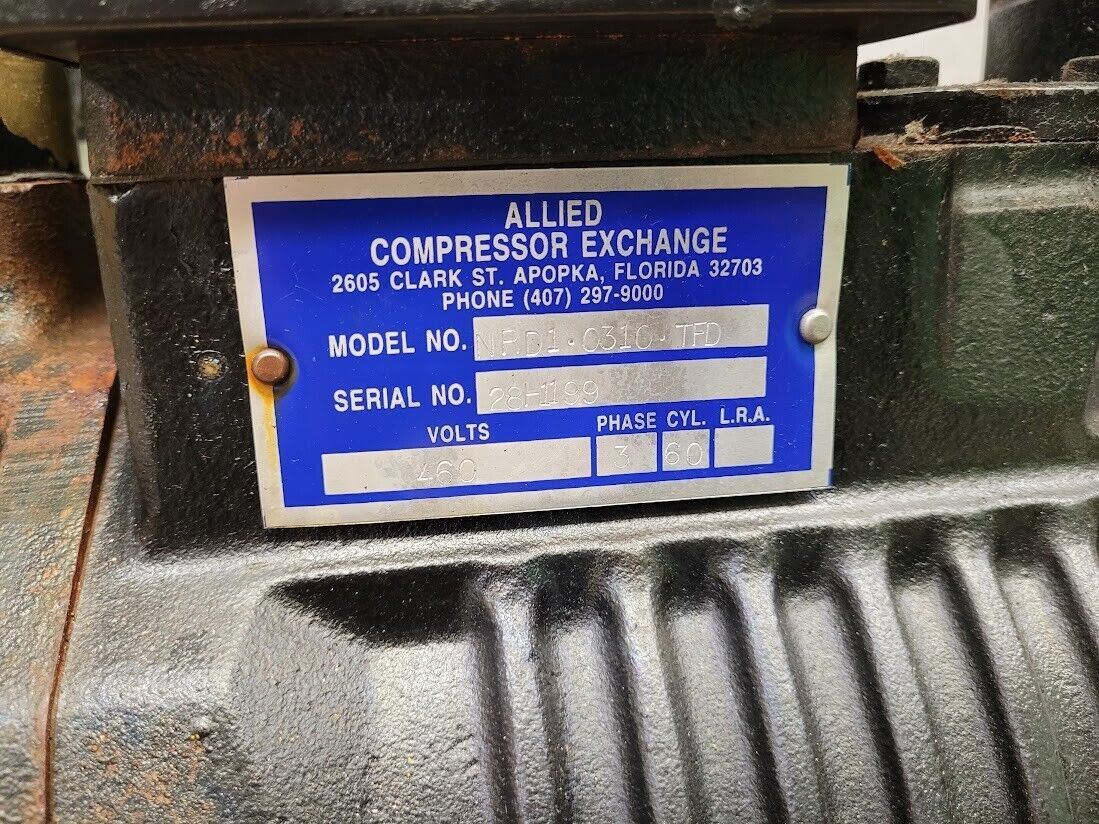 ALLIED
COMPRESSOR EXCHANGE
2605 CLARK ST. APOPKA, FLORIDA 32703
PHONE (407) 297-9000
MODEL NO. NRD1·0310·TFD
SERIAL NO. 28H1199
VOLTS PHASE CYL. L.R.A.
460 3 60